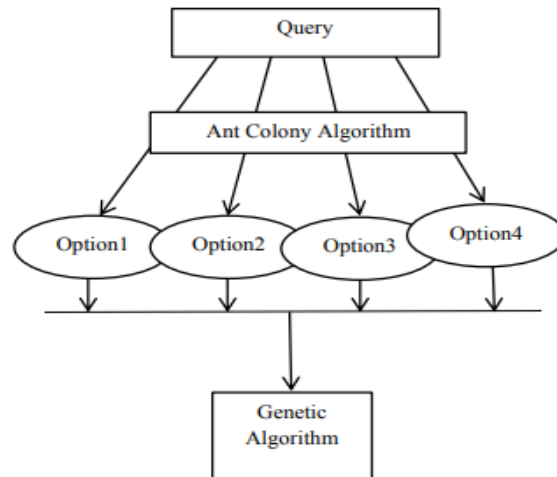 Query
Ant Colony Algorithm
Option1
Option2
Option3
Option4
Genetic
Algorithm